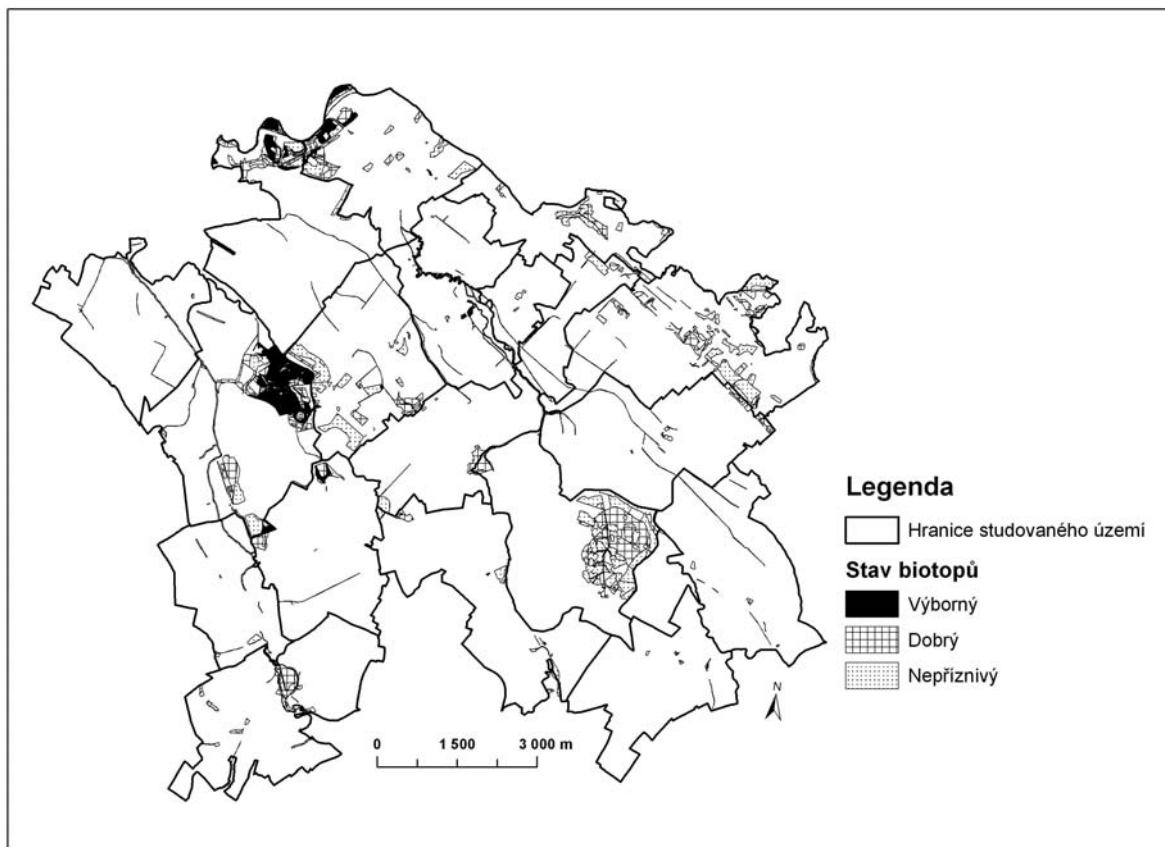 Legenda
Hranice studovaného území
Stav biotopů
Výborný
Dobrý
Nepříznivý
N
0 1 500 3 000 m